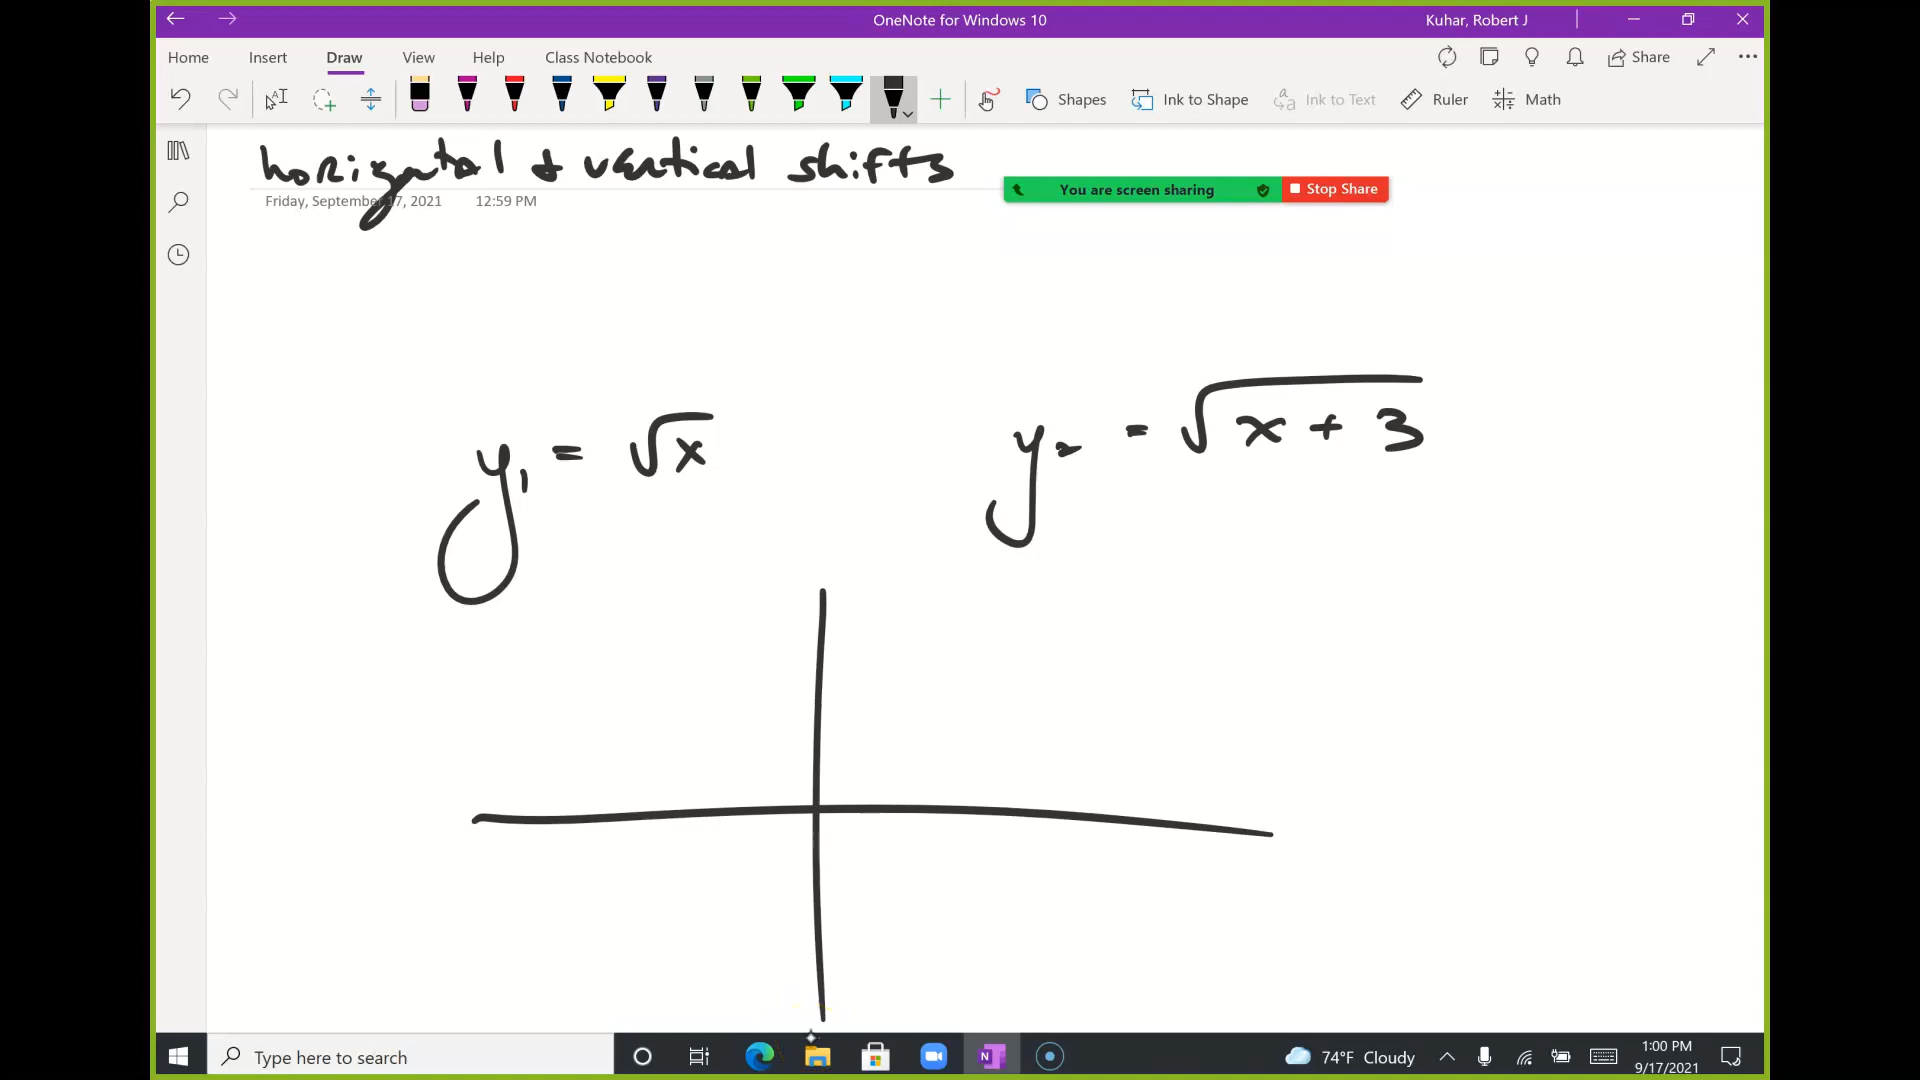 OneNote for Windows 10 Kuhar, Robert J
Home Insert Draw View Help Class Notebook Share
Shapes Ink to Shape Ink to Text Ruler Math
horizontal & vertical shifts
Friday, September 17, 2021 12:59 PM
You are screen sharing Stop Share
y₁ = √x
y₂ = √(x + 3)
Type here to search 74°F Cloudy 1:00 PM
9/17/2021